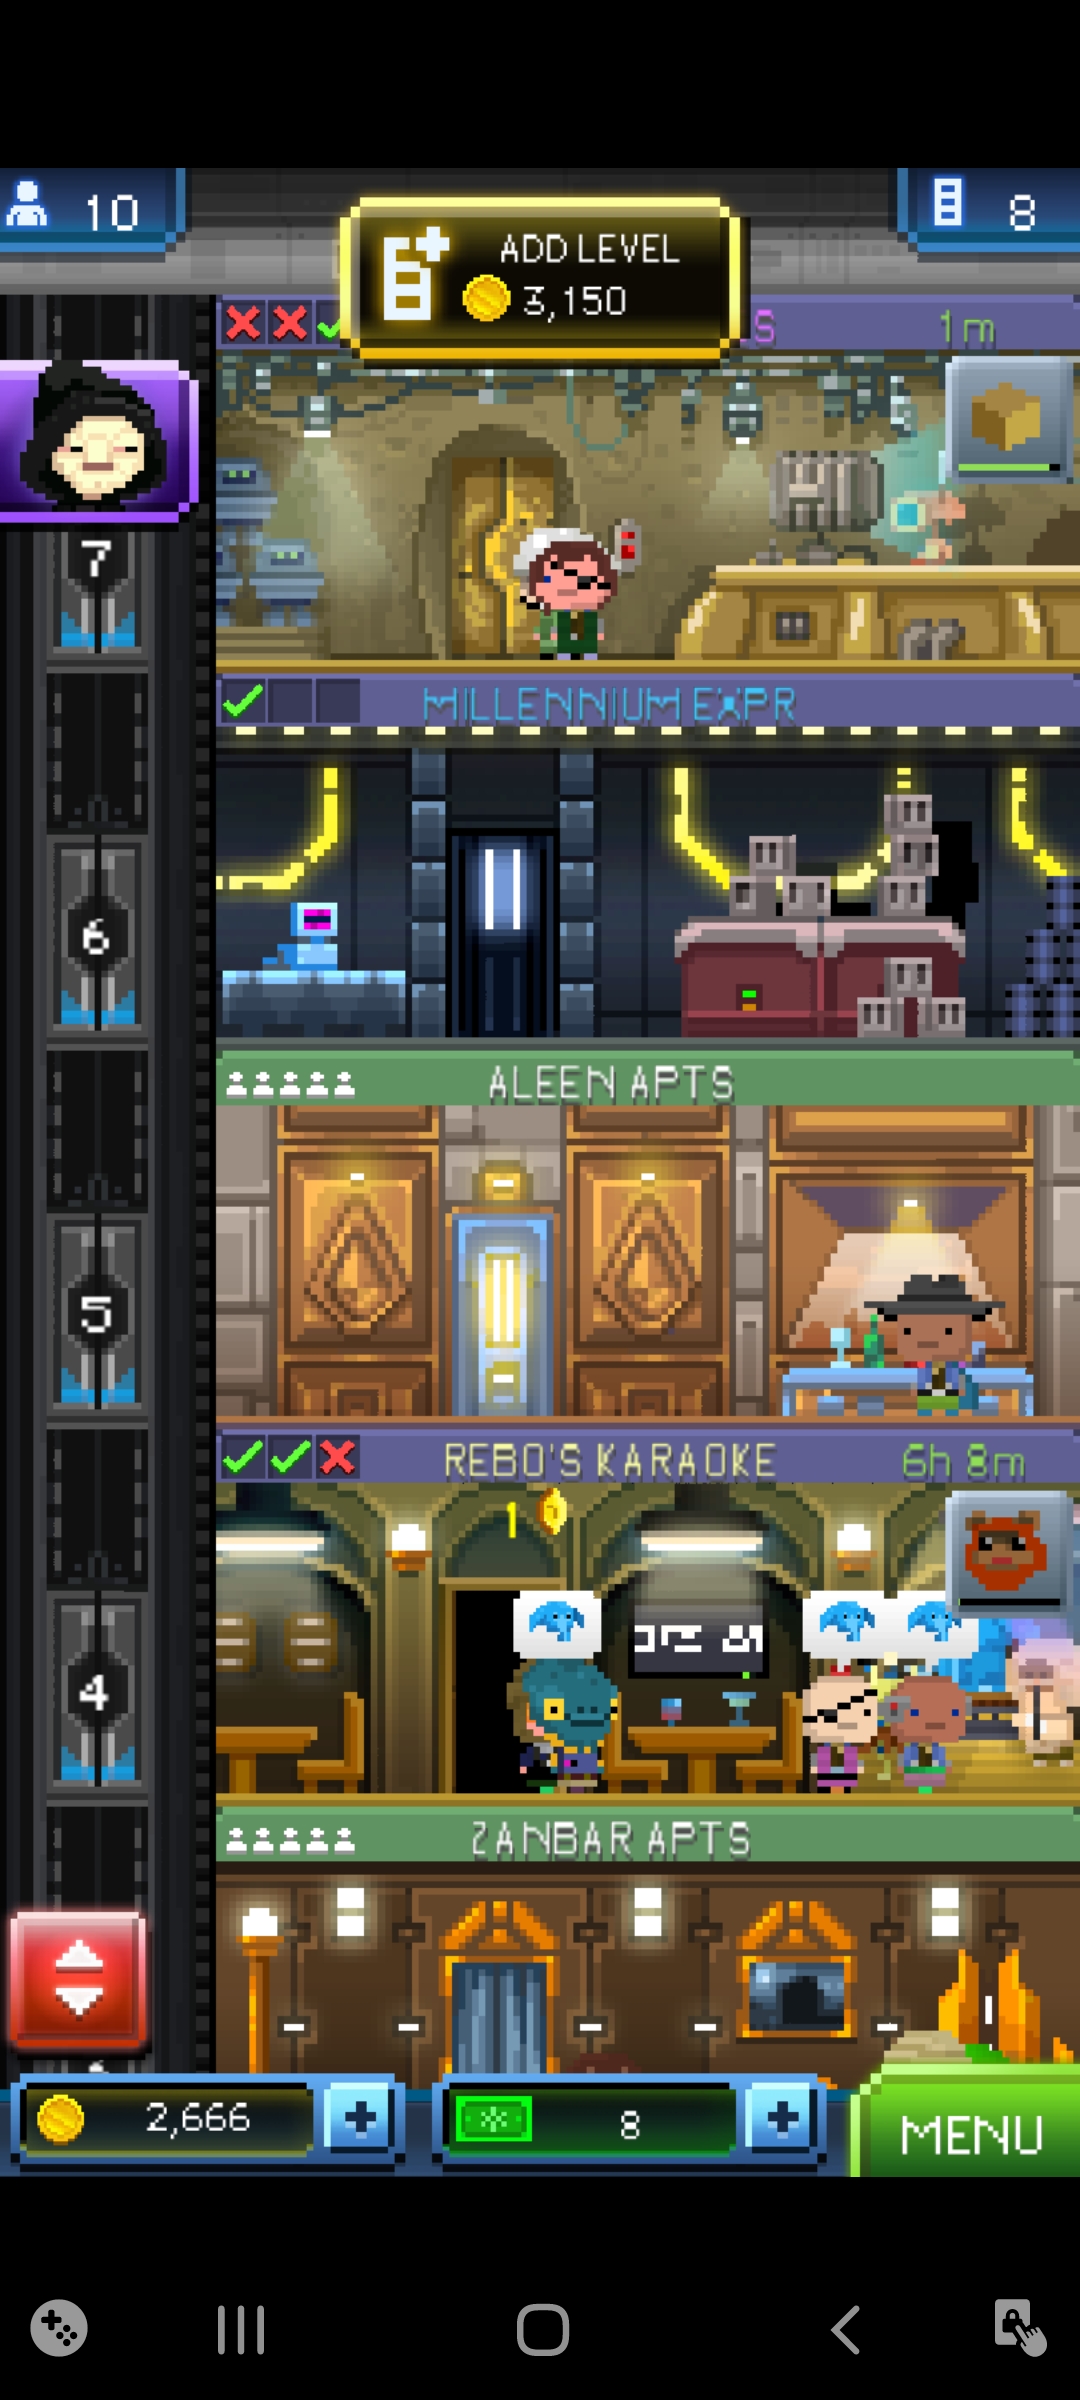 10
8
ADD LEVEL
3,150
S
1m
7
MILLENNIUM EXPR
6
ALEEN APTS
5
REBO'S KARAOKE
6h 8m
1
4
ZANBAR APTS
2,666
8
MENU